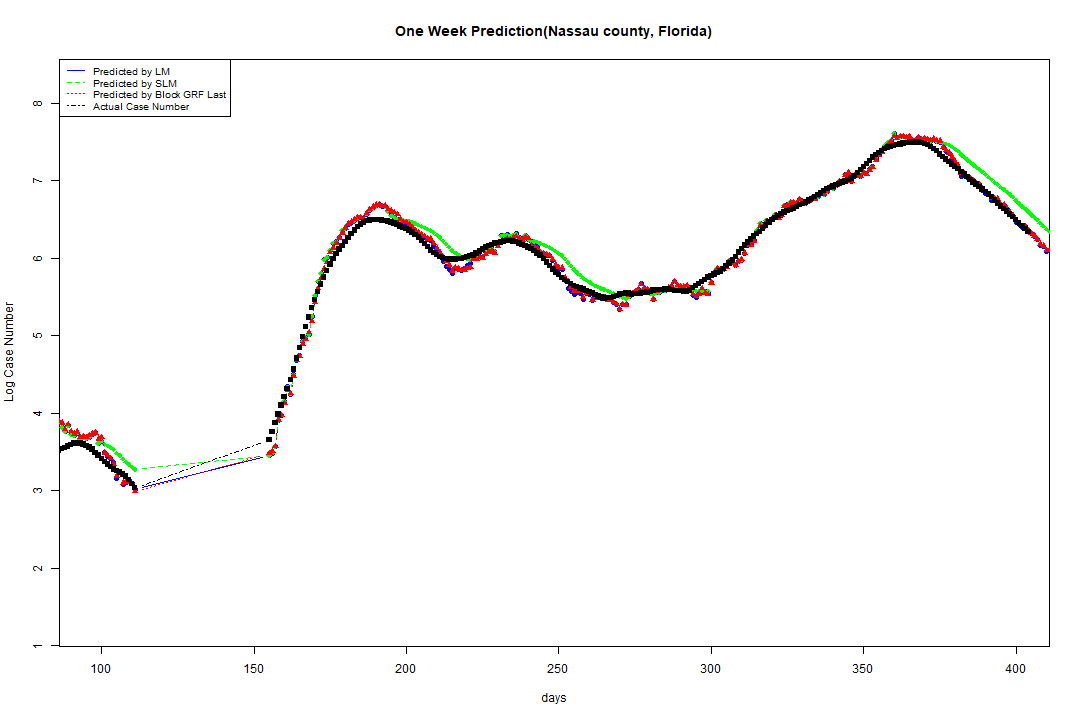 One Week Prediction(Nassau county, Florida)
Predicted by LM
Predicted by SLM
Predicted by Block GRF Last
Actual Case Number
Log Case Number
8
7
6
5
4
3
2
1
100 150 200 250 300 350 400
days